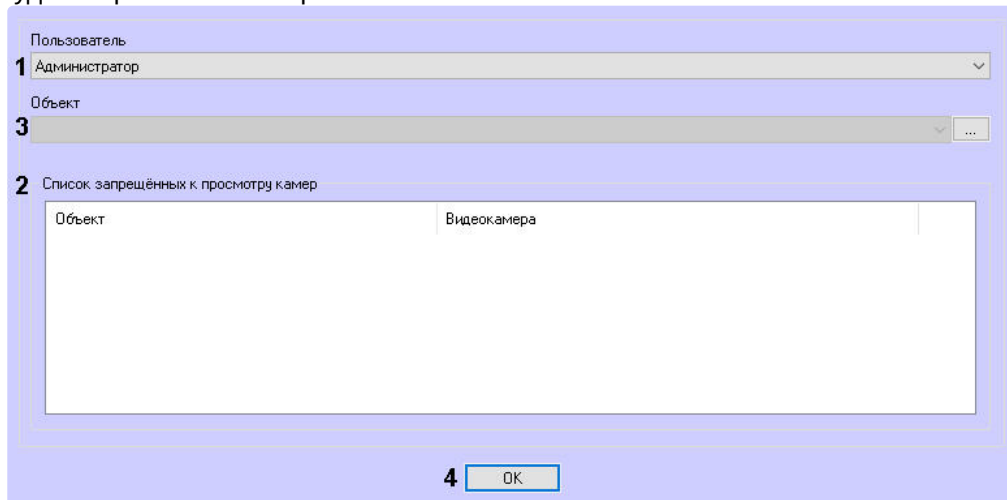 Пользователь
1 Администратор
Объект
3 ...
2 Список запрещённых к просмотру камер
Объект Видеокамера
4 OK